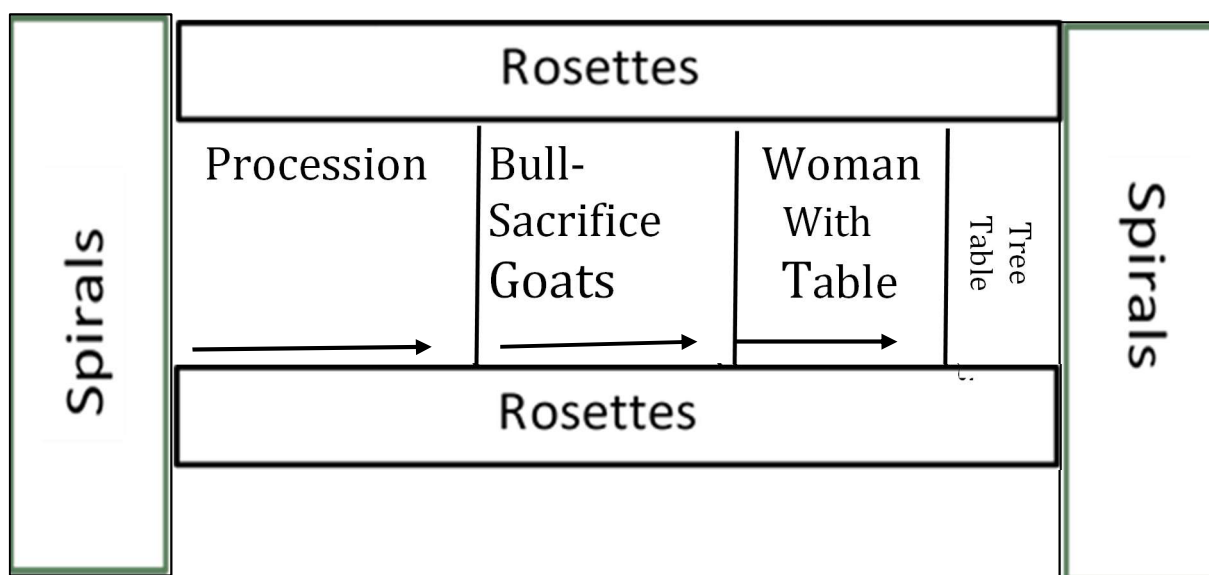 Rosettes
Spirals
Procession
Bull-
Sacrifice
Goats
Woman
With
Table
Tree
Table
Spirals
Rosettes